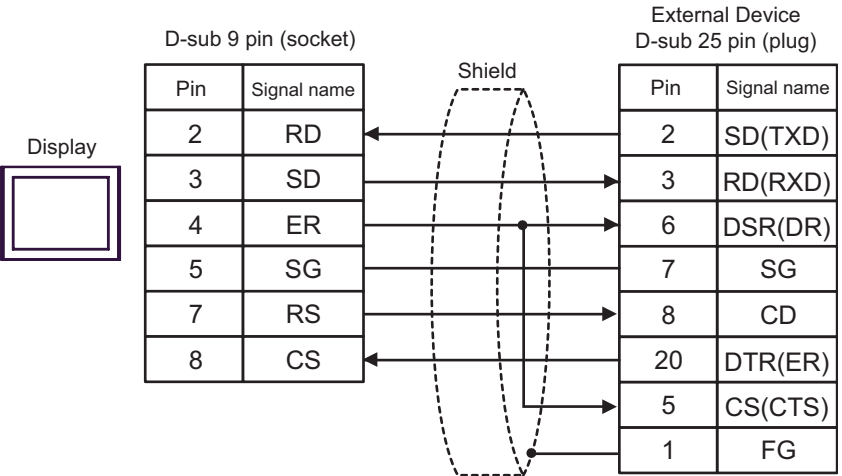 External Device
D-sub 9 pin (socket)
D-sub 25 pin (plug)
Shield
Display
Pin Signal name
2 RD
3 SD
4 ER
5 SG
7 RS
8 CS
Pin Signal name
2 SD(TXD)
3 RD(RXD)
6 DSR(DR)
7 SG
8 CD
20 DTR(ER)
5 CS(CTS)
1 FG